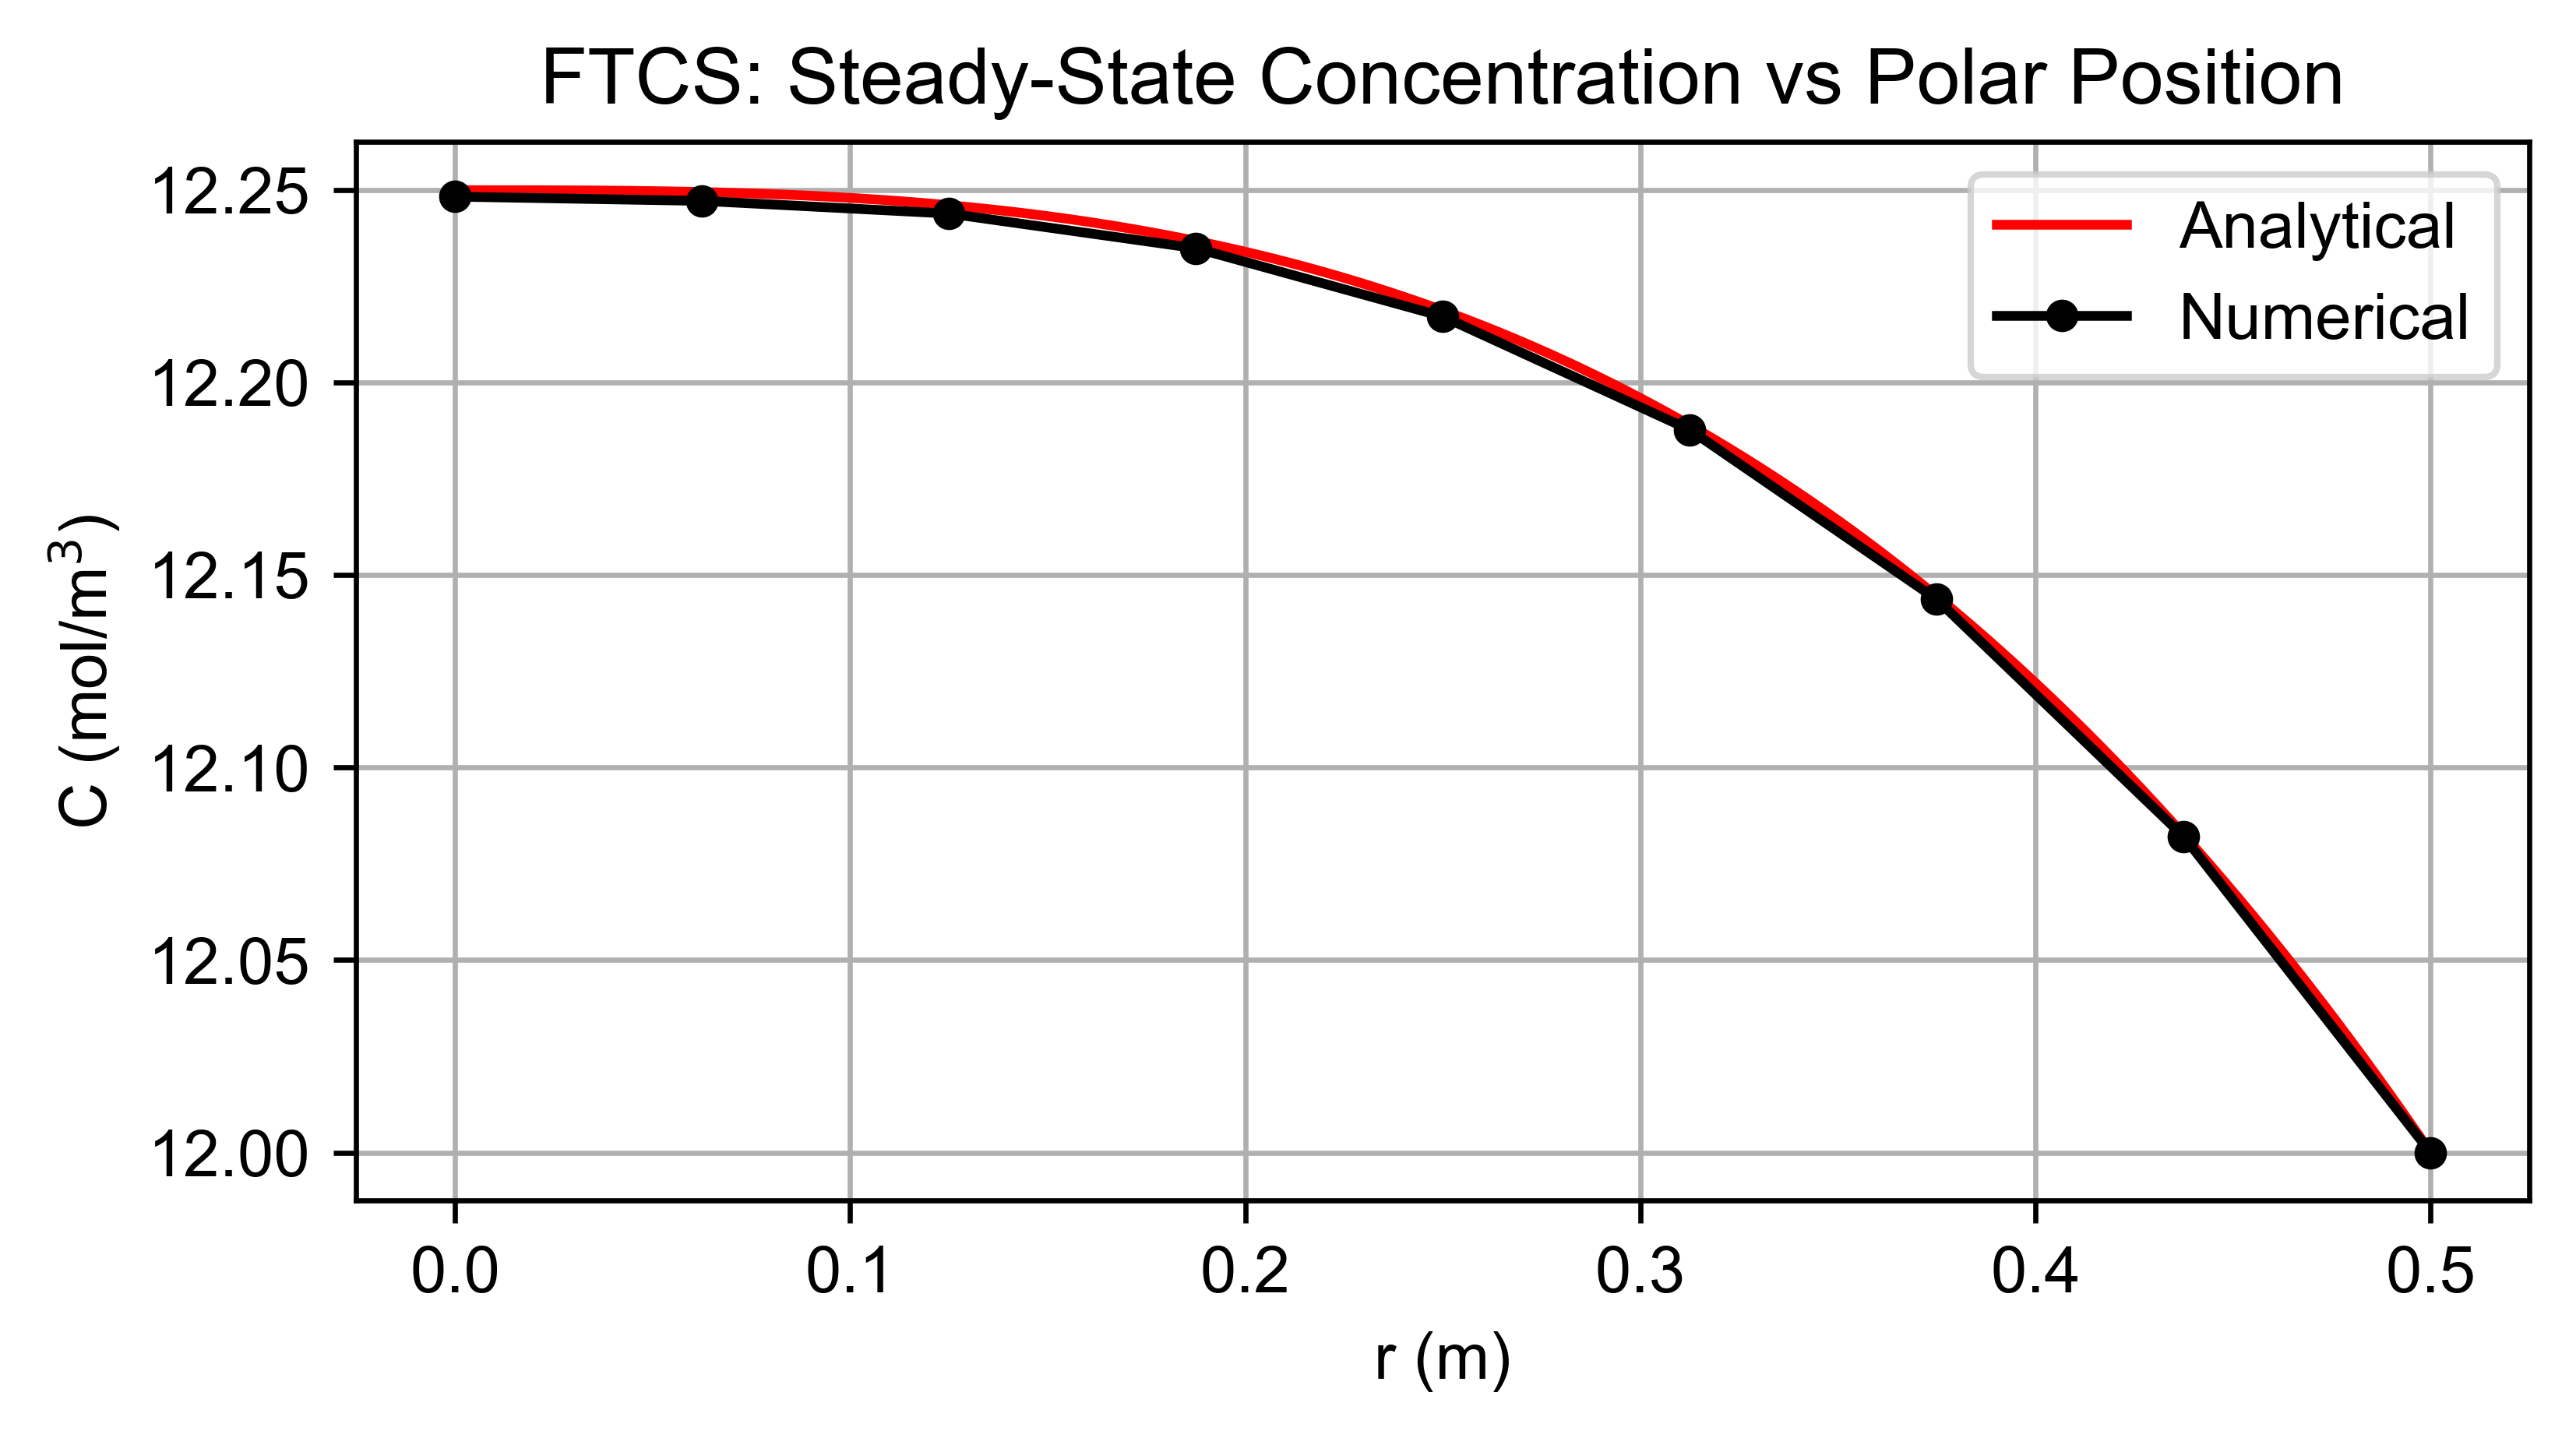 FTCS: Steady-State Concentration vs Polar Position
C (mol/m³)
12.25
12.20
12.15
12.10
12.05
12.00
Analytical
Numerical
0.0 0.1 0.2 0.3 0.4 0.5
r (m)